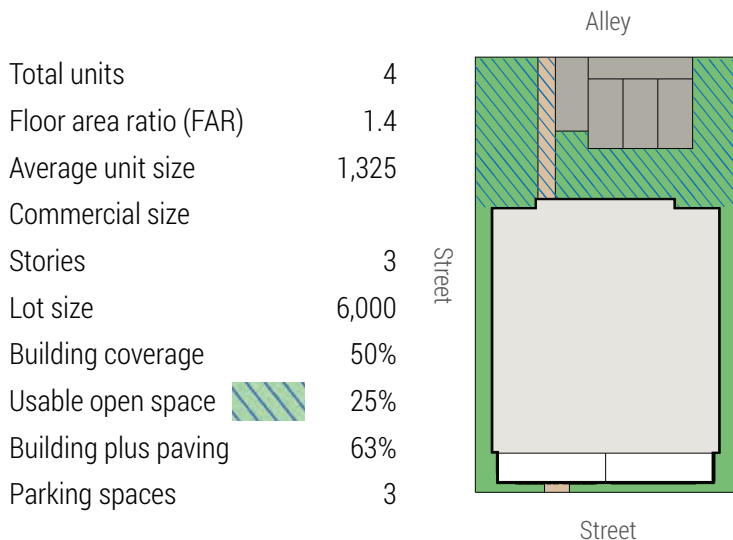 Alley
Total units 4
Floor area ratio (FAR) 1.4
Average unit size 1,325
Commercial size
Stories 3
Lot size 6,000
Building coverage 50%
Usable open space 25%
Building plus paving 63%
Parking spaces 3
Street
Street